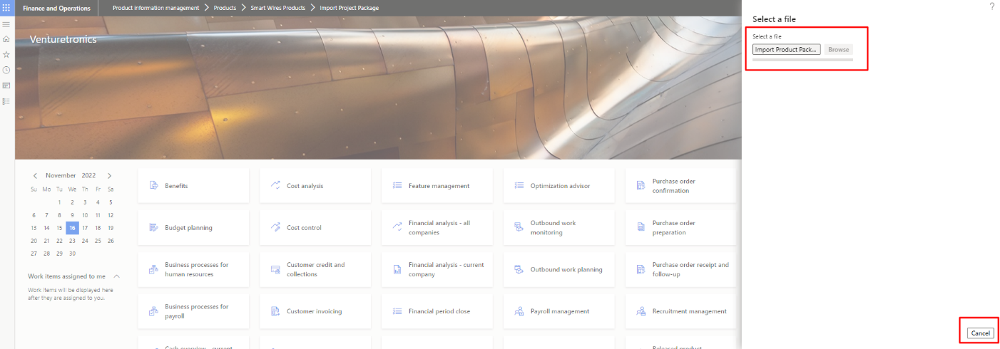 Finance and Operations
Product information management > Products > Smart Wires Products > Import Project Package
?
Venturetronics
Select a file
Select a file
Import Product Pack...
Browse
November 2022
Su Mo Tu We Th Fr Sa
1 2 3 4 5
6 7 8 9 10 11 12
13 14 15 16 17 18 19
20 21 22 23 24 25 26
27 28 29 30
Work items assigned to me
Work items will be displayed here
after they are assigned to you.
Benefits
Cost analysis
Feature management
Optimization advisor
Purchase order
confirmation
Budget planning
Cost control
Financial analysis - all
companies
Outbound work
monitoring
Purchase order
preparation
Business processes for
human resources
Customer credit and
collections
Financial analysis - current
company
Outbound work planning
Purchase order receipt and
follow-up
Business processes for
payroll
Customer invoicing
Financial period close
Payroll management
Recruitment management
Cash overview - current
Released product
Cancel